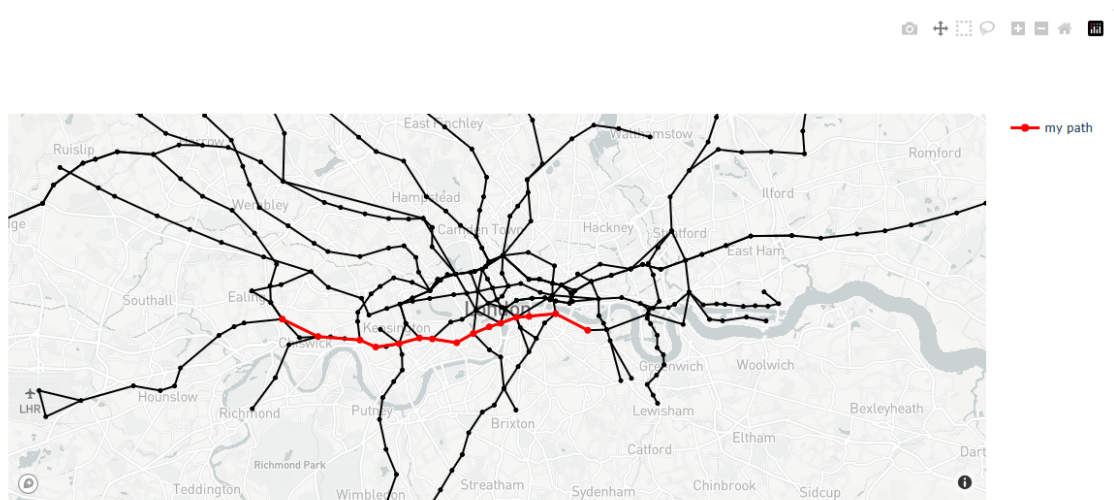 East Finchley
Walthamstow
my path
Ruislip
Harrow
Romford
Hampstead
Ilford
Wembley
Camden Town
Hackney
Stratford
East Ham
Southall
Ealing
London
Kensington
Chiswick
Greenwich
Woolwich
Hounslow
LHR
Richmond
Putney
Lewisham
Bexleyheath
Brixton
Eltham
Catford
Dart
Richmond Park
Teddington
Wimbledon
Streatham
Sydenham
Chinbrook
Sidcup